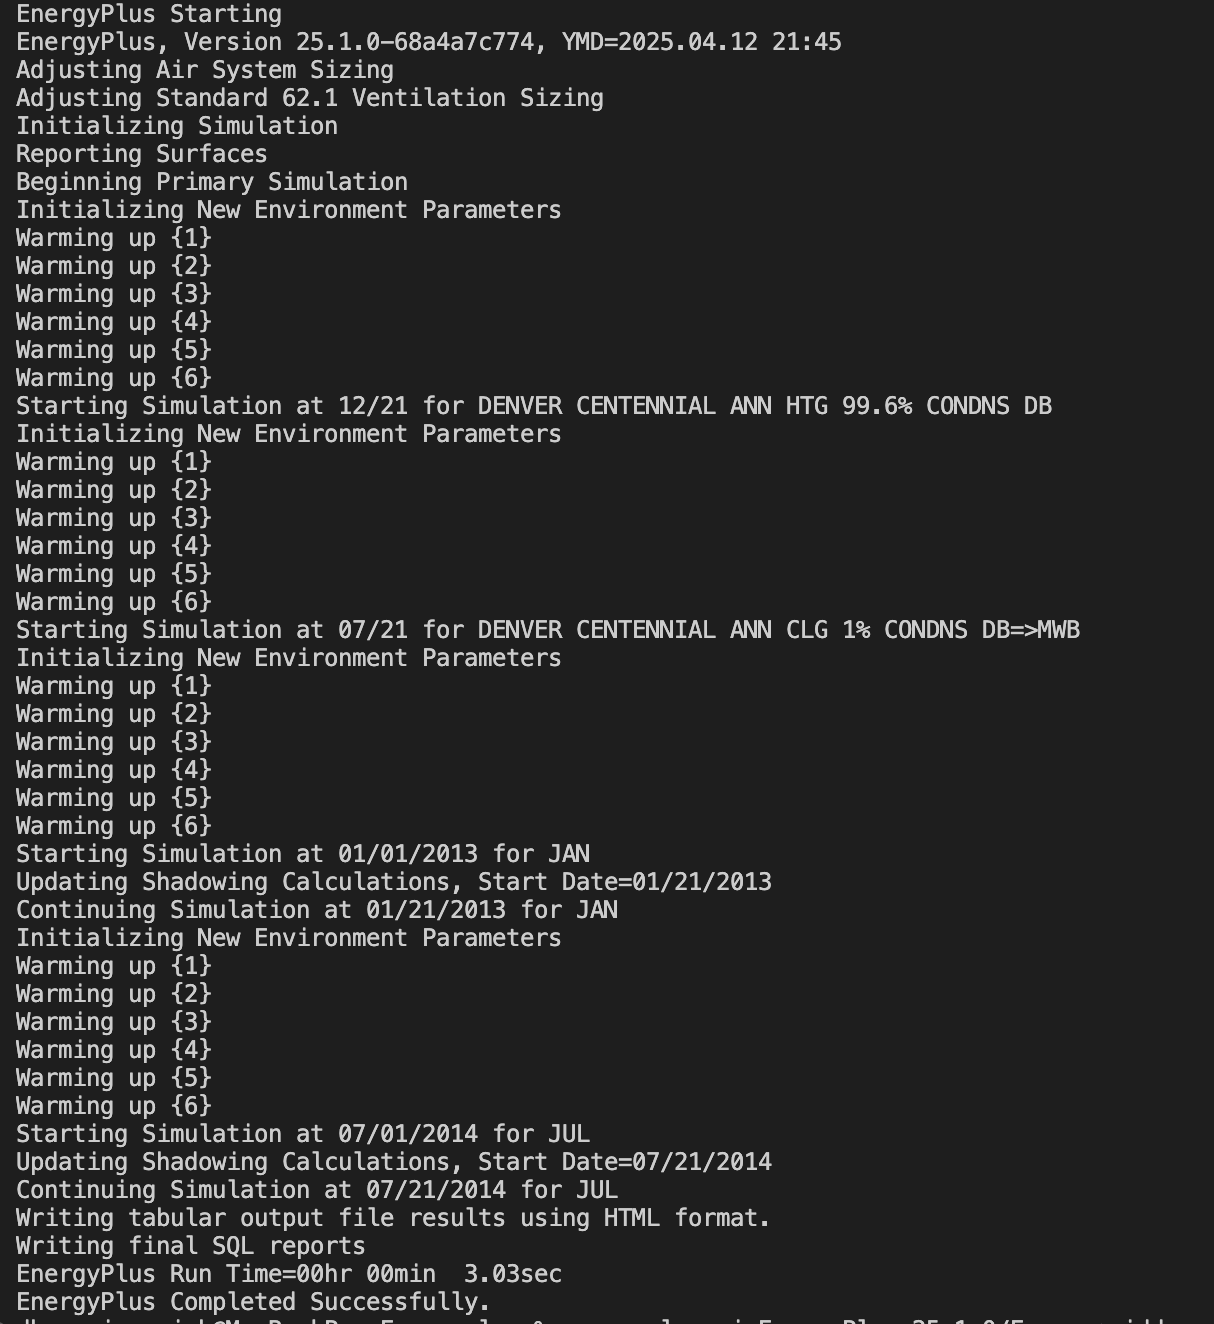 EnergyPlus Starting
EnergyPlus, Version 25.1.0-68a4a7c774, YMD=2025.04.12 21:45
Adjusting Air System Sizing
Adjusting Standard 62.1 Ventilation Sizing
Initializing Simulation
Reporting Surfaces
Beginning Primary Simulation
Initializing New Environment Parameters
Warming up {1}
Warming up {2}
Warming up {3}
Warming up {4}
Warming up {5}
Warming up {6}
Starting Simulation at 12/21 for DENVER CENTENNIAL ANN HTG 99.6% CONDNS DB
Initializing New Environment Parameters
Warming up {1}
Warming up {2}
Warming up {3}
Warming up {4}
Warming up {5}
Warming up {6}
Starting Simulation at 07/21 for DENVER CENTENNIAL ANN CLG 1% CONDNS DB=>MWB
Initializing New Environment Parameters
Warming up {1}
Warming up {2}
Warming up {3}
Warming up {4}
Warming up {5}
Warming up {6}
Starting Simulation at 01/01/2013 for JAN
Updating Shadowing Calculations, Start Date=01/21/2013
Continuing Simulation at 01/21/2013 for JAN
Initializing New Environment Parameters
Warming up {1}
Warming up {2}
Warming up {3}
Warming up {4}
Warming up {5}
Warming up {6}
Starting Simulation at 07/01/2014 for JUL
Updating Shadowing Calculations, Start Date=07/21/2014
Continuing Simulation at 07/21/2014 for JUL
Writing tabular output file results using HTML format.
Writing final SQL reports
EnergyPlus Run Time=00hr 00min  3.03sec
EnergyPlus Completed Successfully.